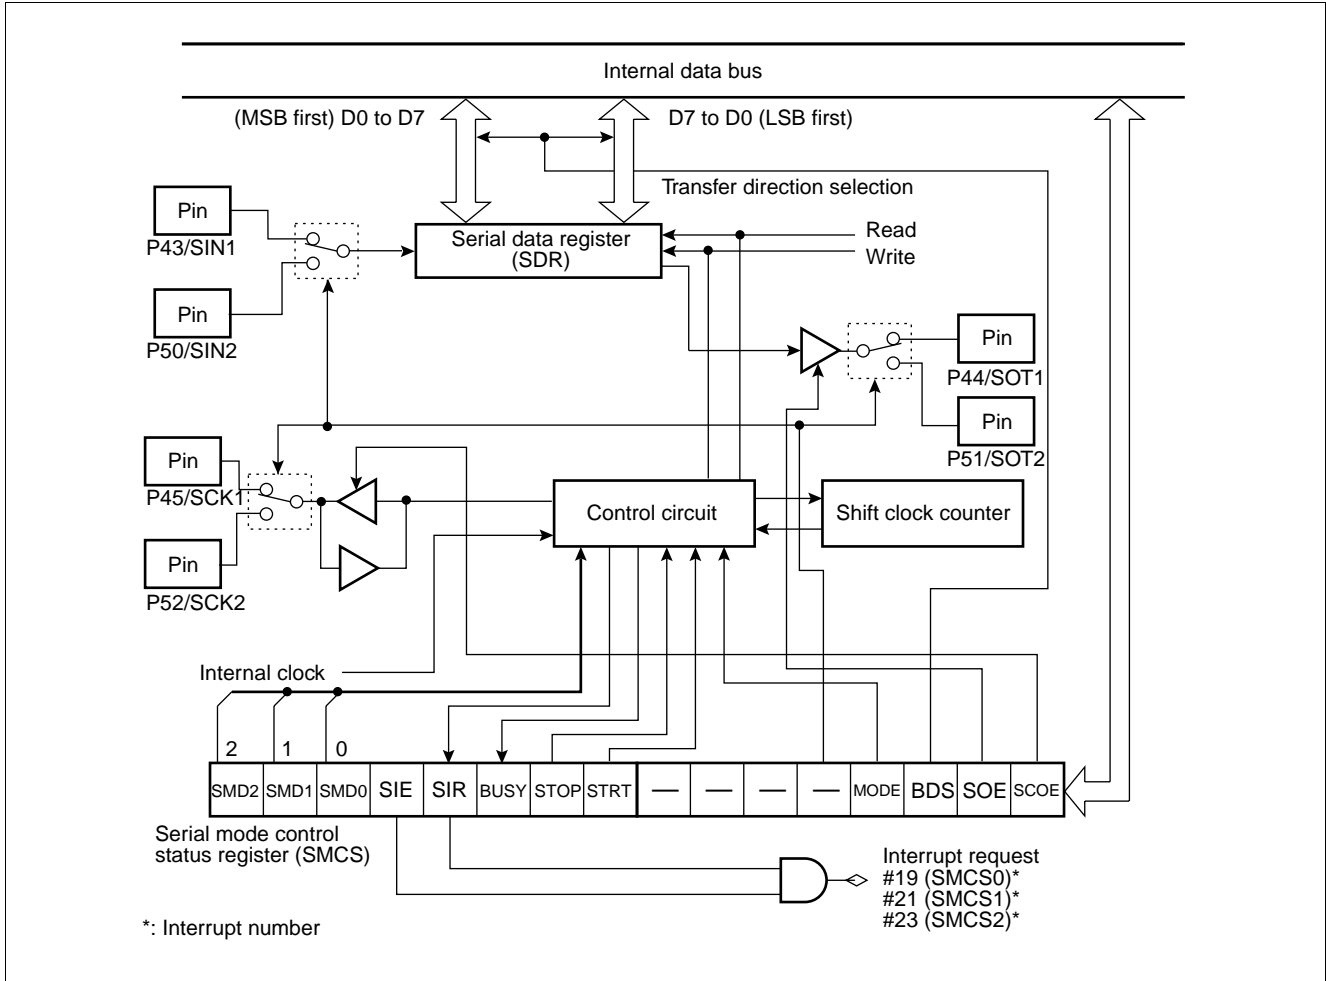 Internal data bus
(MSB first) D0 to D7
D7 to D0 (LSB first)
Transfer direction selection
Pin
P43/SIN1
Serial data register
(SDR)
Read
Write
Pin
P50/SIN2
Pin
P44/SOT1
Pin
P51/SOT2
Pin
P45/SCK1
Control circuit
Shift clock counter
Pin
P52/SCK2
Internal clock
2 1 0
SMD2 SMD1 SMD0 SIE SIR BUSY STOP STRT — — — — MODE BDS SOE SCOE
Serial mode control
status register (SMCS)
Interrupt request
#19 (SMCS0)*
#21 (SMCS1)*
#23 (SMCS2)*
*: Interrupt number